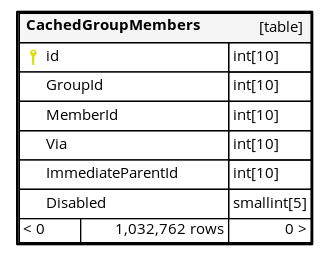 CachedGroupMembers [table]
id int[10]
GroupId int[10]
MemberId int[10]
Via int[10]
ImmediateParentId int[10]
Disabled smallint[5]
< 0 1,032,762 rows 0 >